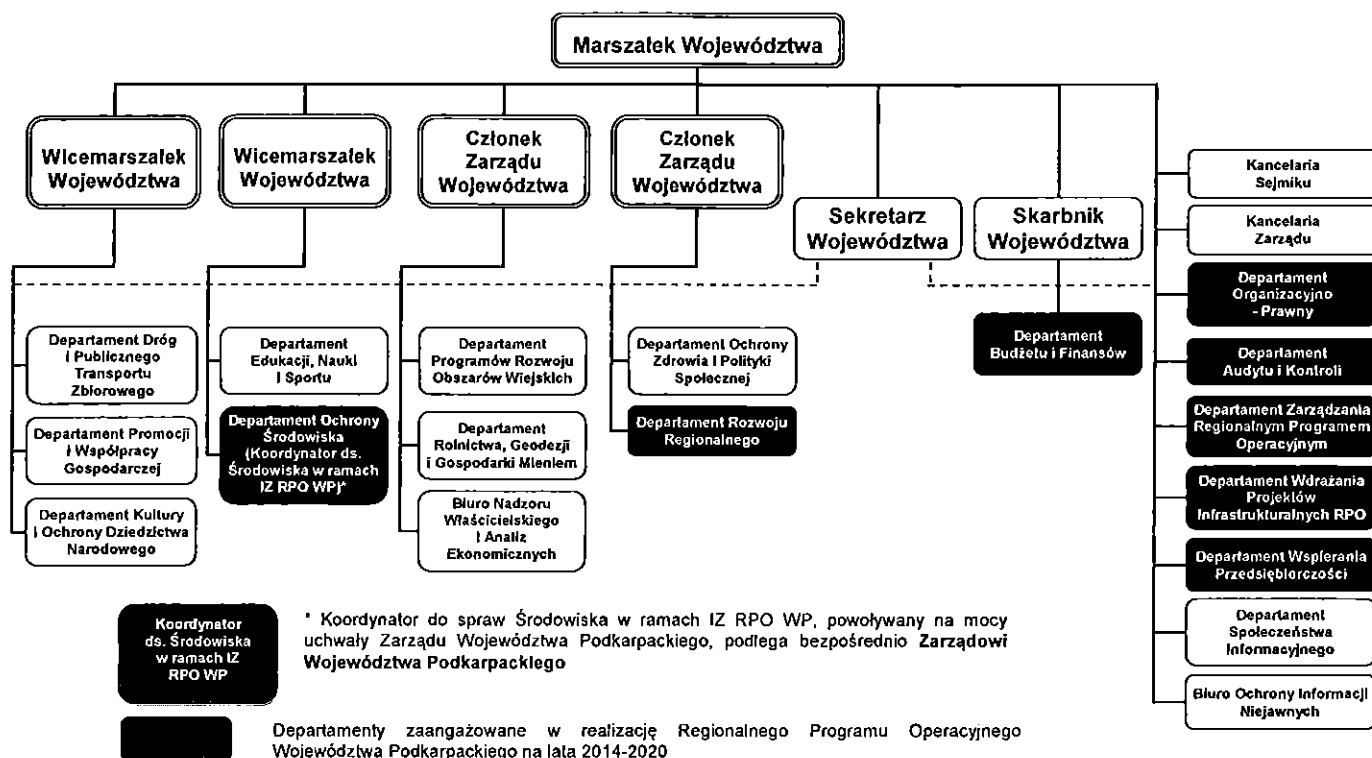 Marszałek Województwa
Wicemarszałek
Województwa
Wicemarszałek
Województwa
Członek
Zarządu
Województwa
Członek
Zarządu
Województwa
Sekretarz
Województwa
Skarbnik
Województwa
Kancelaria
Sejmiku
Kancelaria
Zarządu
Departament
Organizacyjno
- Prawny
Departament
Audytu i Kontroli
Departament Zarządzania
Regionalnym Programem
Operacyjnym
Departament Wdrażania
Projektów
Infrastrukturalnych RPO
Departament Wspierania
Przedsiębiorczości
Departament
Społeczeństwa
Informacyjnego
Biuro Ochrony Informacji
Niejawnych
Departament Dróg
i Publicznego
Transportu
Zbiorowego
Departament Promocji
i Współpracy
Gospodarczej
Departament Kultury
i Ochrony Dziedzictwa
Narodowego
Departament
Edukacji, Nauki
i Sportu
Departament Ochrony
Środowiska
(Koordynator ds.
Środowiska w ramach
IZ RPO WP)*
Departament
Programów Rozwoju
Obszarów Wiejskich
Departament
Rolnictwa, Geodezji
i Gospodarki Mieniem
Biuro Nadzoru
Właścicielskiego
i Analiz
Ekonomicznych
Departament Ochrony
Zdrowia i Polityki
Społecznej
Departament Rozwoju
Regionalnego
Departament
Budżetu i Finansów
Koordynator
ds. Środowiska
w ramach IZ
RPO WP
* Koordynator do spraw Środowiska w ramach IZ RPO WP, powoływany na mocy
uchwały Zarządu Województwa Podkarpackiego, podlega bezpośrednio Zarządowi
Województwa Podkarpackiego
Departamenty zaangażowane w realizację Regionalnego Programu Operacyjnego
Województwa Podkarpackiego na lata 2014-2020